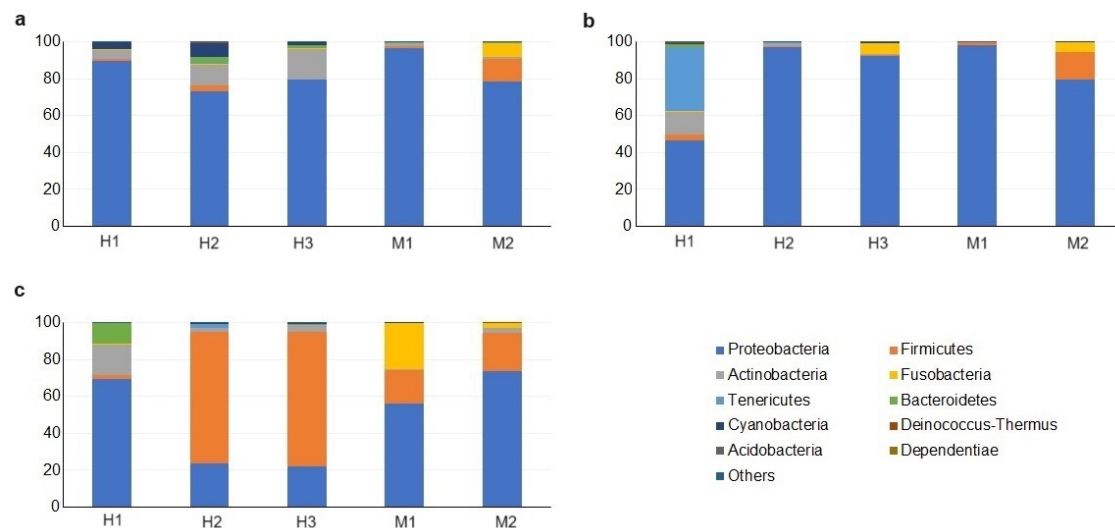 a
100
80
60
40
20
0
H1 H2 H3 M1 M2
b
100
80
60
40
20
0
H1 H2 H3 M1 M2
c
100
80
60
40
20
0
H1 H2 H3 M1 M2
Proteobacteria Firmicutes
Actinobacteria Fusobacteria
Tenericutes Bacteroidetes
Cyanobacteria Deinococcus-Thermus
Acidobacteria Dependentiae
Others